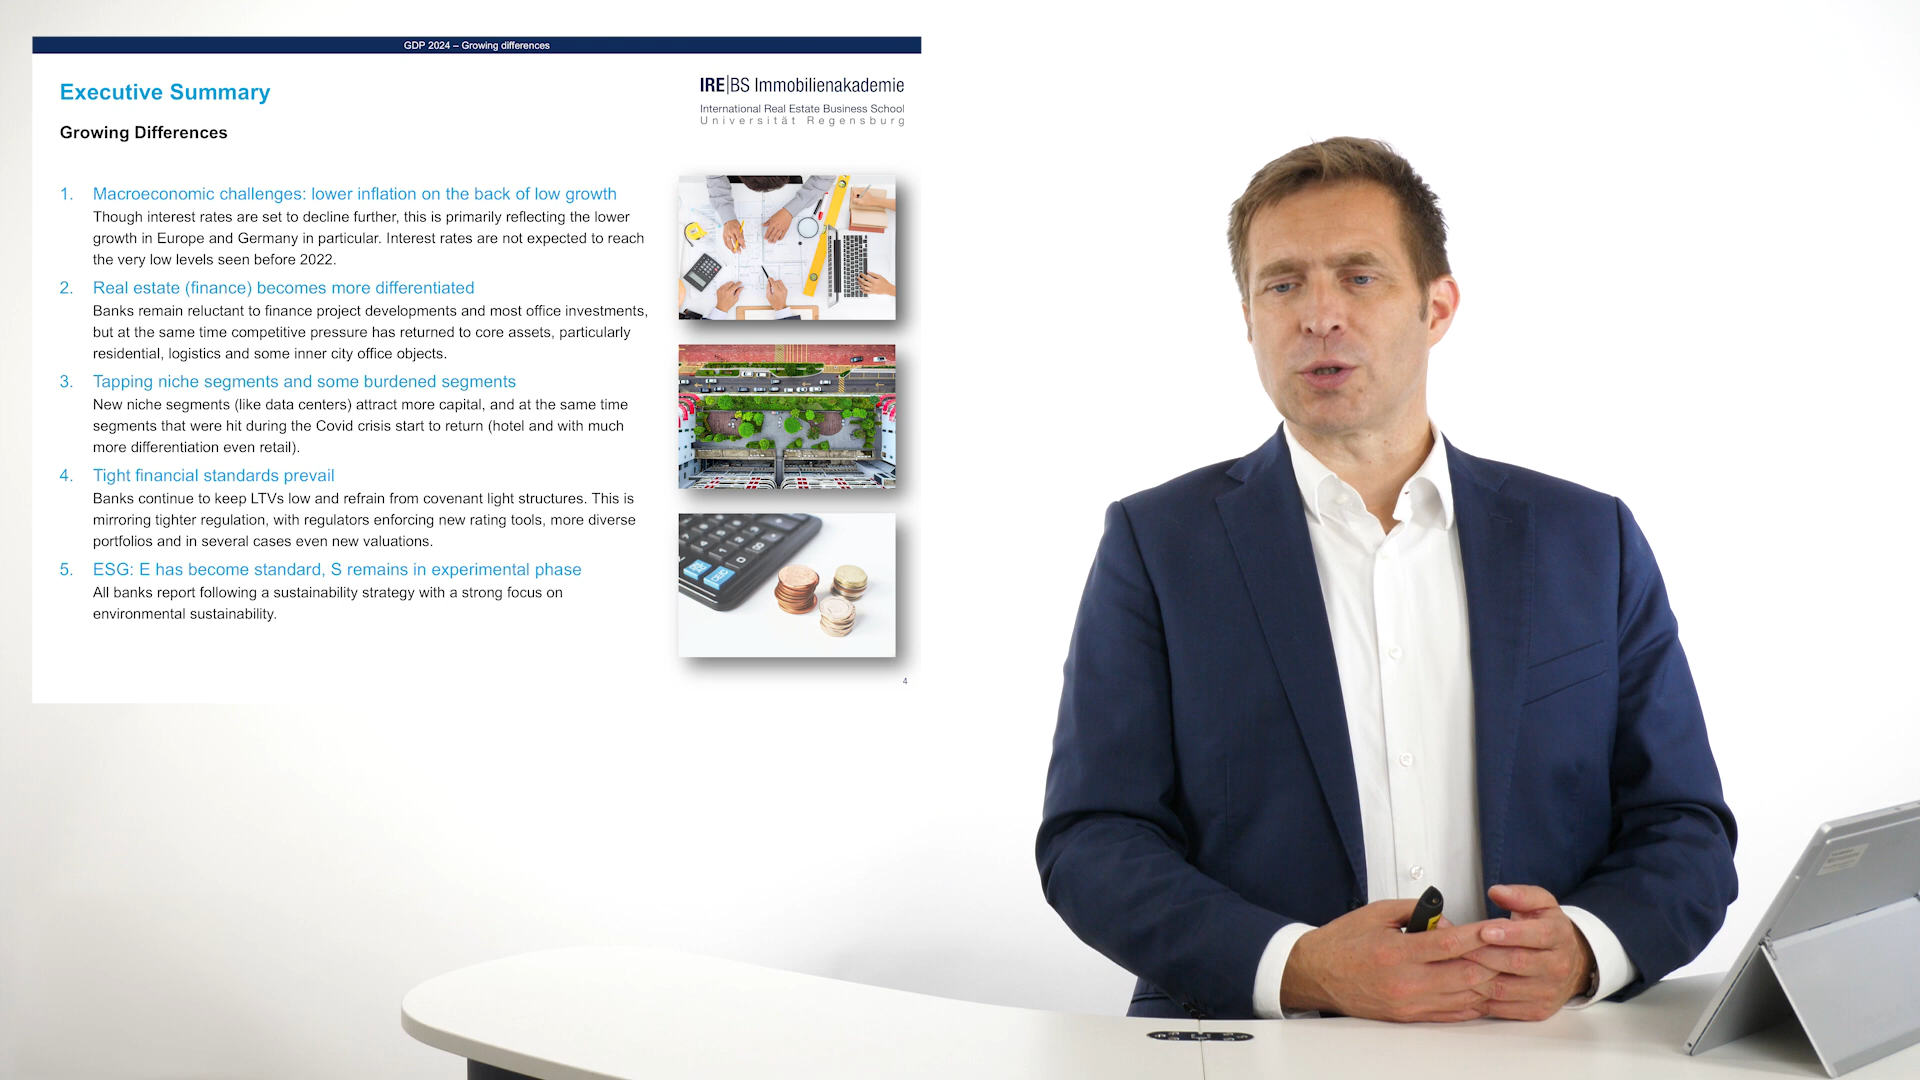 GDP 2024 – Growing differences
Executive Summary
IRE|BS Immobilienakademie
International Real Estate Business School
Universität Regensburg
Growing Differences
1. Macroeconomic challenges: lower inflation on the back of low growth
Though interest rates are set to decline further, this is primarily reflecting the lower
growth in Europe and Germany in particular. Interest rates are not expected to reach
the very low levels seen before 2022.
2. Real estate (finance) becomes more differentiated
Banks remain reluctant to finance project developments and most office investments,
but at the same time competitive pressure has returned to core assets, particularly
residential, logistics and some inner city office objects.
3. Tapping niche segments and some burdened segments
New niche segments (like data centers) attract more capital, and at the same time
segments that were hit during the Covid crisis start to return (hotel and with much
more differentiation even retail).
4. Tight financial standards prevail
Banks continue to keep LTVs low and refrain from covenant light structures. This is
mirroring tighter regulation, with regulators enforcing new rating tools, more diverse
portfolios and in several cases even new valuations.
5. ESG: E has become standard, S remains in experimental phase
All banks report following a sustainability strategy with a strong focus on
environmental sustainability.
4